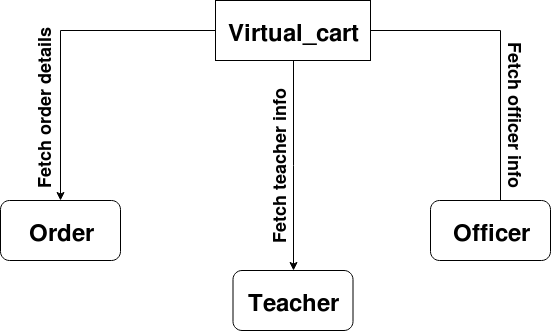 Virtual_cart
Fetch order details
Fetch teacher info
Fetch officer info
Order
Officer
Teacher